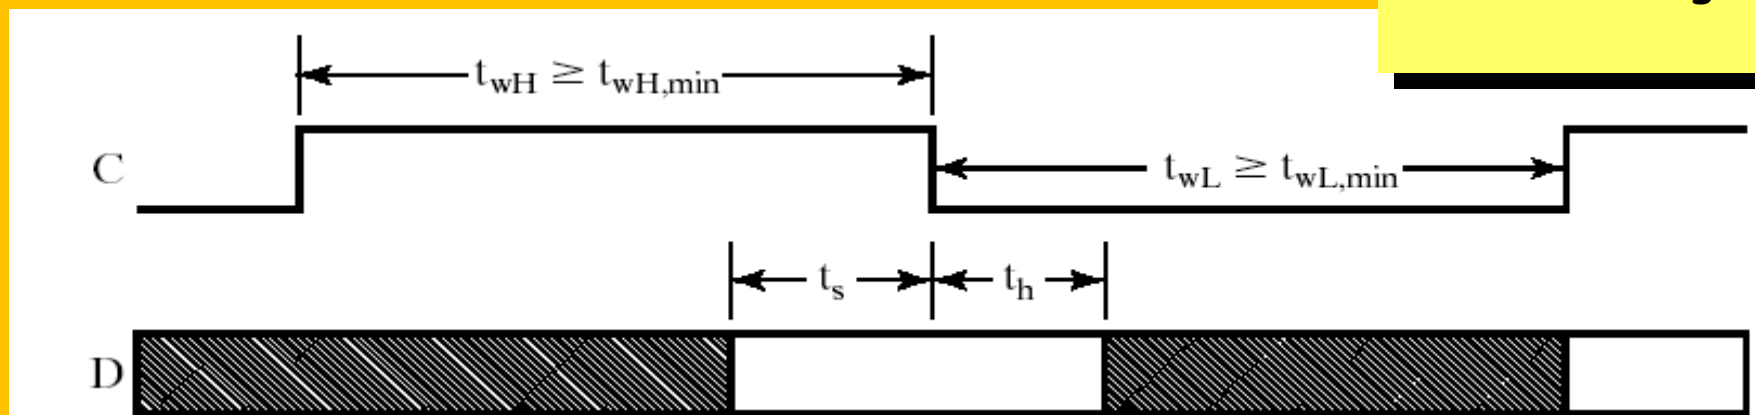 t_wH ≥ t_wH,min
C
t_wL ≥ t_wL,min
t_s t_h
D